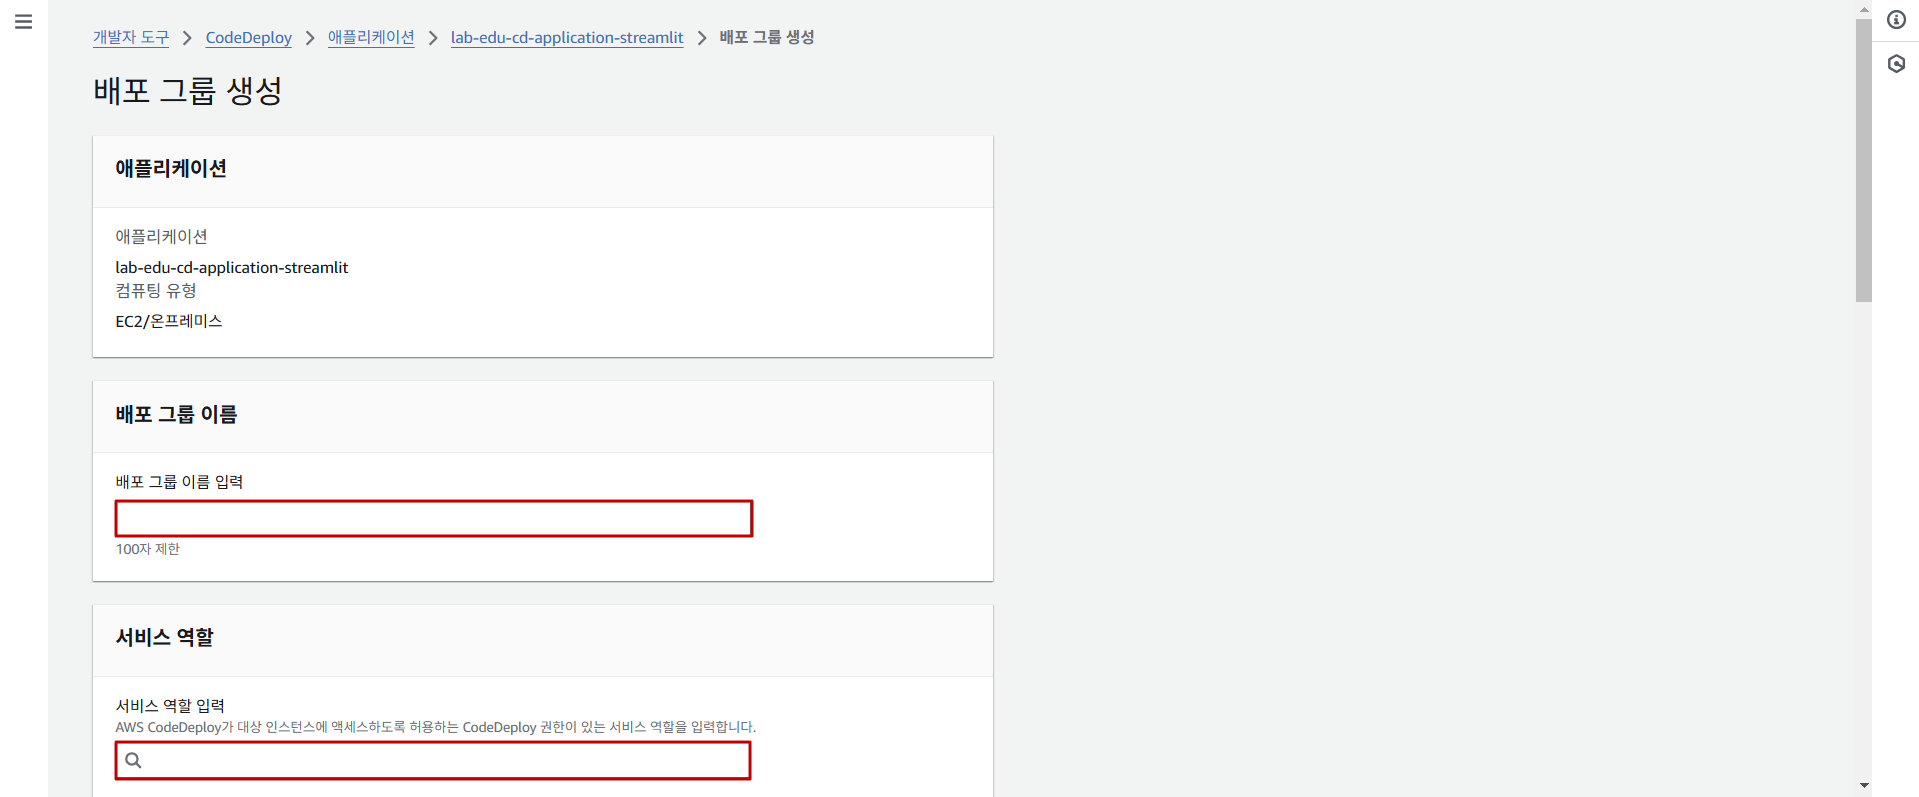 개발자 도구 > CodeDeploy > 애플리케이션 > lab-edu-cd-application-streamlit > 배포 그룹 생성
배포 그룹 생성
애플리케이션
애플리케이션
lab-edu-cd-application-streamlit
컴퓨팅 유형
EC2/온프레미스
배포 그룹 이름
배포 그룹 이름 입력
100자 제한
서비스 역할
서비스 역할 입력
AWS CodeDeploy가 대상 인스턴스에 액세스하도록 허용하는 CodeDeploy 권한이 있는 서비스 역할을 입력합니다.